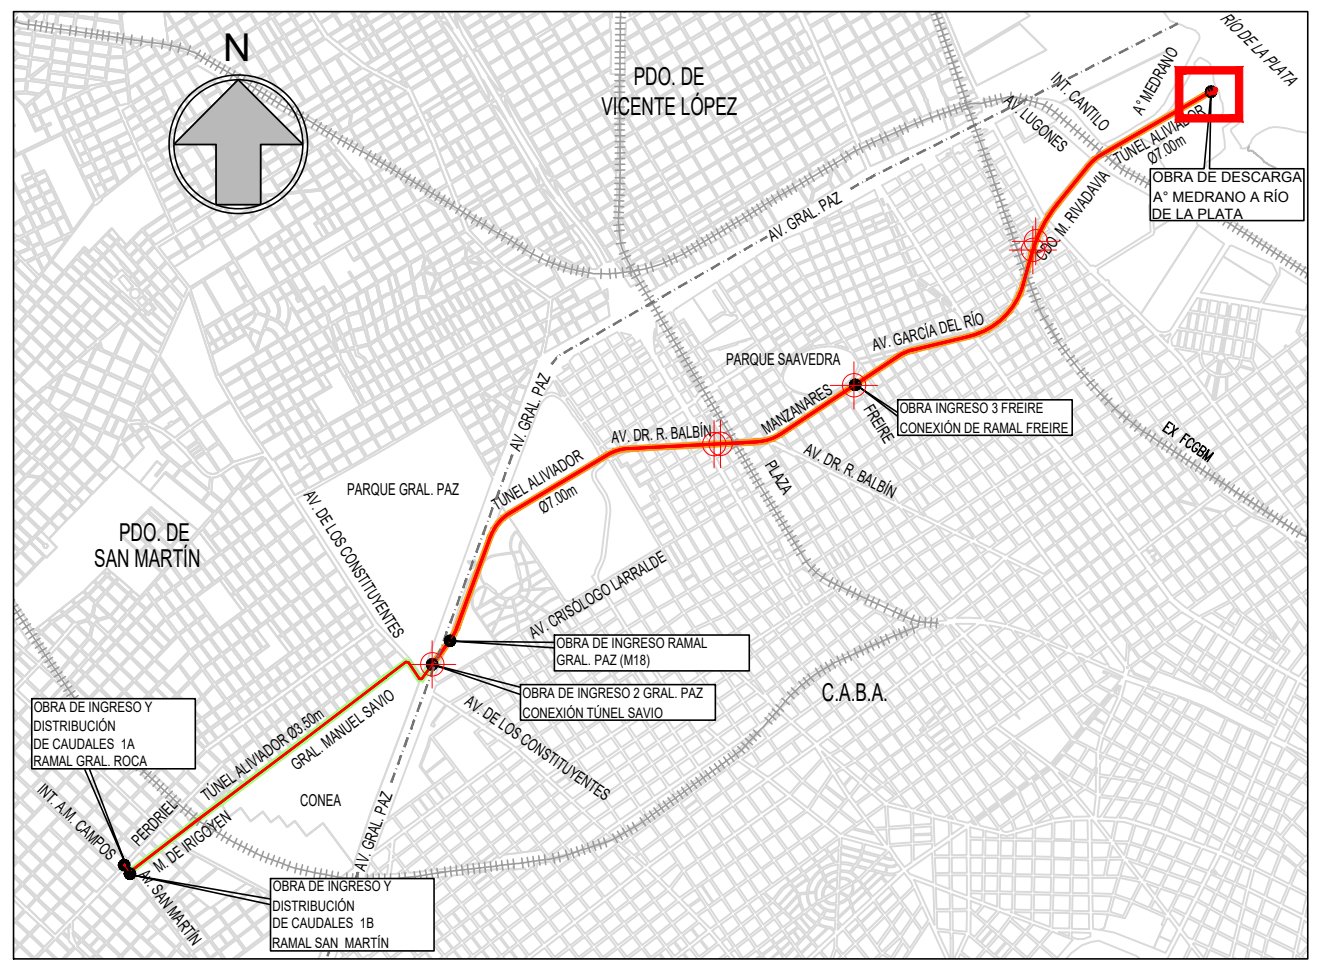 N
PDO. DE
VICENTE LÓPEZ
RÍO DE LA PLATA
A° MEDRANO
INT. CANTILO
AV. LUGONES
TÚNEL ALIVIADOR
Ø7.00m
OBRA DE DESCARGA
A° MEDRANO A RÍO
DE LA PLATA
AV. GRAL. PAZ
CDO. M. RIVADAVIA
AV. GARCÍA DEL RÍO
PARQUE SAAVEDRA
MANZANARES
FREIRE
OBRA INGRESO 3 FREIRE
CONEXIÓN DE RAMAL FREIRE
EX FCGBM
AV. GRAL. PAZ
AV. DR. R. BALBÍN
AV. DR. R. BALBÍN
PLAZA
TÚNEL ALIVIADOR
Ø7.00m
PARQUE GRAL. PAZ
AV. DE LOS CONSTITUYENTES
PDO. DE
SAN MARTÍN
AV. CRISÓLOGO LARRALDE
OBRA DE INGRESO RAMAL
GRAL. PAZ (M18)
OBRA DE INGRESO 2 GRAL. PAZ
CONEXIÓN TÚNEL SAVIO
C.A.B.A.
AV. DE LOS CONSTITUYENTES
OBRA DE INGRESO Y
DISTRIBUCIÓN
DE CAUDALES 1A
RAMAL GRAL. ROCA
TÚNEL ALIVIADOR Ø3.50m
GRAL. MANUEL SAVIO
CONEA
PERDRIEL
INT. A.M. CAMPOS
M. DE IRIGOYEN
AV. GRAL. PAZ
AV. SAN MARTÍN
OBRA DE INGRESO Y
DISTRIBUCIÓN
DE CAUDALES 1B
RAMAL SAN MARTÍN